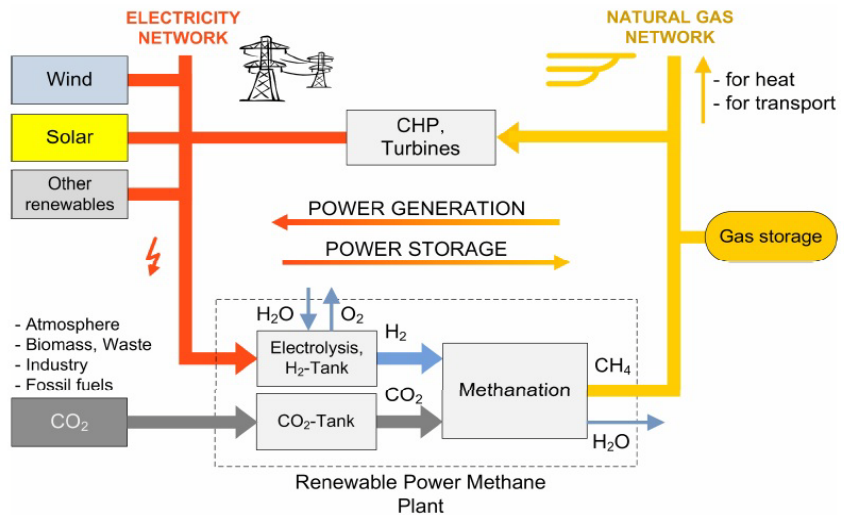 ELECTRICITY
NETWORK
NATURAL GAS
NETWORK
Wind
Solar
Other
renewables
CHP,
Turbines
- for heat
- for transport
POWER GENERATION
POWER STORAGE
Gas storage
- Atmosphere
- Biomass, Waste
- Industry
- Fossil fuels
CO₂
H₂O
O₂
Electrolysis,
H₂-Tank
H₂
CO₂-Tank
CO₂
Methanation
CH₄
H₂O
Renewable Power Methane
Plant